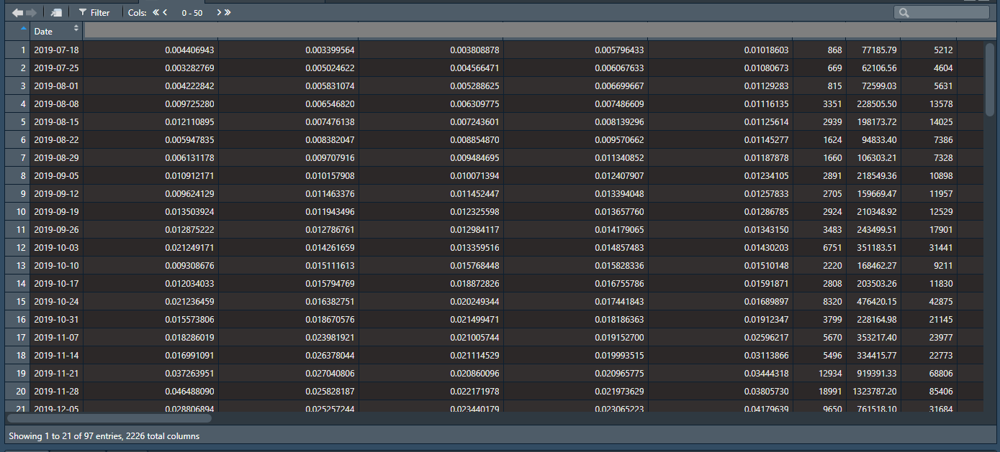 Filter Cols: 0 - 50
Date
1 2019-07-18 0.004406943 0.003399564 0.003808878 0.005796433 0.01018603 868 77185.79 5212
2 2019-07-25 0.003282769 0.005024622 0.004566471 0.006067633 0.01080673 669 62106.56 4604
3 2019-08-01 0.004222842 0.005831074 0.005288625 0.006699667 0.01129283 815 72599.03 5631
4 2019-08-08 0.009725280 0.006546820 0.006309775 0.007486609 0.01116135 3351 228505.50 13578
5 2019-08-15 0.012110895 0.007476138 0.007243601 0.008139296 0.01125614 2939 198173.72 14025
6 2019-08-22 0.005947835 0.008382047 0.008854870 0.009570662 0.01145277 1624 94833.40 7386
7 2019-08-29 0.006131178 0.009707916 0.009484695 0.011340852 0.01187878 1660 106303.21 7328
8 2019-09-05 0.010912171 0.010157908 0.010071394 0.012407907 0.01234105 2891 218549.36 10898
9 2019-09-12 0.009624129 0.011463376 0.011452447 0.013394048 0.01257833 2705 159669.47 11957
10 2019-09-19 0.013503924 0.011943496 0.012325598 0.013657760 0.01286785 2924 210348.92 12529
11 2019-09-26 0.012875222 0.012786761 0.012984117 0.014179065 0.01343150 3483 243499.51 17901
12 2019-10-03 0.021249171 0.014261659 0.013359516 0.014857483 0.01430203 6751 351183.51 31441
13 2019-10-10 0.009308676 0.015111613 0.015768448 0.015828336 0.01510148 2220 168462.27 9211
14 2019-10-17 0.012034033 0.015794769 0.018872826 0.016755786 0.01591871 2808 203503.26 11830
15 2019-10-24 0.021236459 0.016382751 0.020249344 0.017441843 0.01689897 8320 476420.15 42875
16 2019-10-31 0.015573806 0.018670576 0.021499471 0.018186363 0.01912347 3799 228164.98 21145
17 2019-11-07 0.018286019 0.023981921 0.021005744 0.019152700 0.02596217 5670 353217.40 23977
18 2019-11-14 0.016991091 0.026378044 0.021114529 0.019993515 0.03113866 5496 334415.77 22773
19 2019-11-21 0.037263951 0.027040806 0.020860096 0.020965775 0.03444318 12934 919391.33 68806
20 2019-11-28 0.046488090 0.025828187 0.022171978 0.021973629 0.03805730 18991 1323787.20 85406
21 2019-12-05 0.028806894 0.025257244 0.023440179 0.023065223 0.04179639 9650 761518.10 31684
Showing 1 to 21 of 97 entries, 2226 total columns